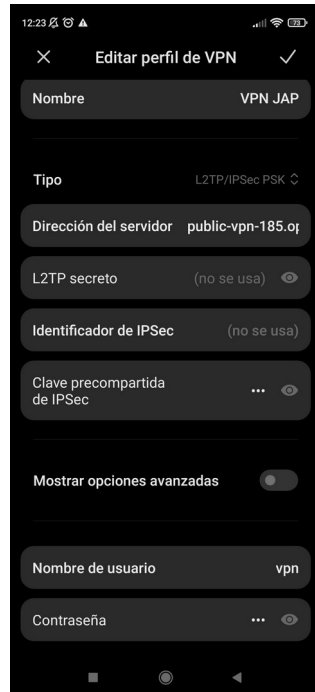 12:23
73
Editar perfil de VPN
Nombre VPN JAP
Tipo L2TP/IPSec PSK
Dirección del servidor public-vpn-185.op
L2TP secreto (no se usa)
Identificador de IPSec (no se usa)
Clave precompartida
de IPSec ...
Mostrar opciones avanzadas
Nombre de usuario vpn
Contraseña ...